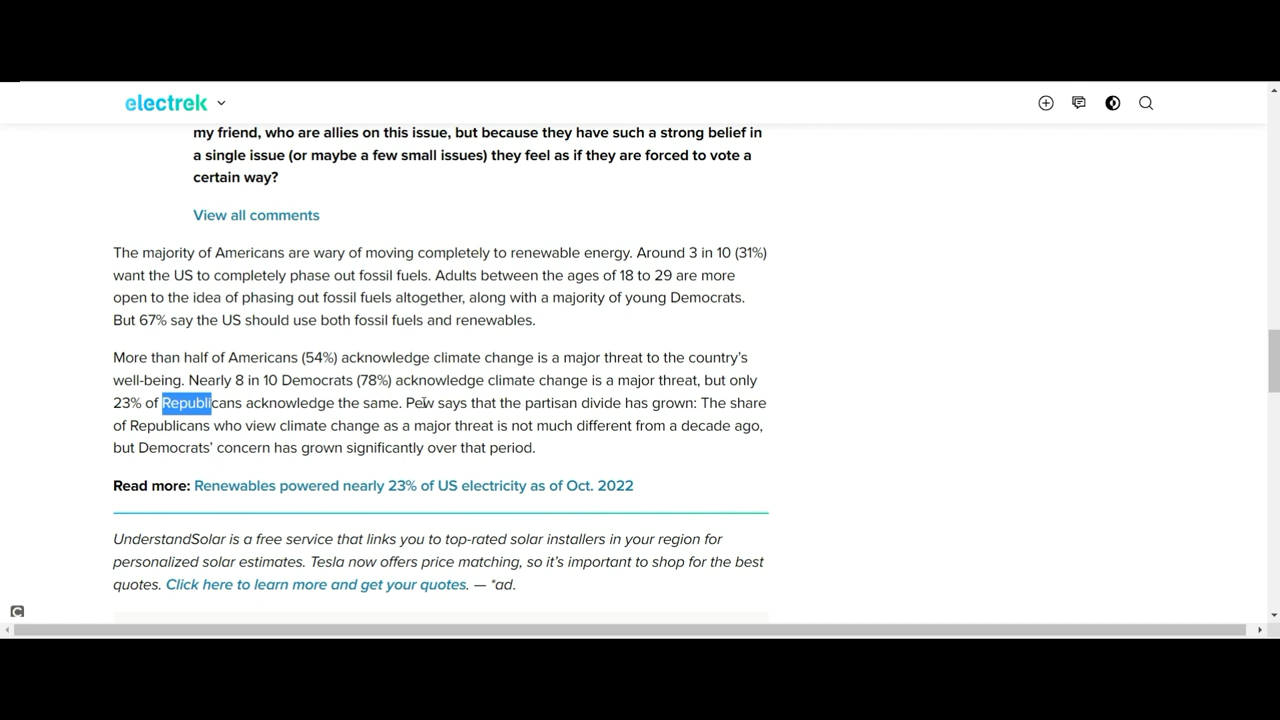 electrek
my friend, who are allies on this issue, but because they have such a strong belief in
a single issue (or maybe a few small issues) they feel as if they are forced to vote a
certain way?
View all comments
The majority of Americans are wary of moving completely to renewable energy. Around 3 in 10 (31%)
want the US to completely phase out fossil fuels. Adults between the ages of 18 to 29 are more
open to the idea of phasing out fossil fuels altogether, along with a majority of young Democrats.
But 67% say the US should use both fossil fuels and renewables.
More than half of Americans (54%) acknowledge climate change is a major threat to the country’s
well-being. Nearly 8 in 10 Democrats (78%) acknowledge climate change is a major threat, but only
23% of Republicans acknowledge the same. Pew says that the partisan divide has grown: The share
of Republicans who view climate change as a major threat is not much different from a decade ago,
but Democrats’ concern has grown significantly over that period.
Read more: Renewables powered nearly 23% of US electricity as of Oct. 2022
UnderstandSolar is a free service that links you to top-rated solar installers in your region for
personalized solar estimates. Tesla now offers price matching, so it’s important to shop for the best
quotes. Click here to learn more and get your quotes. — *ad.